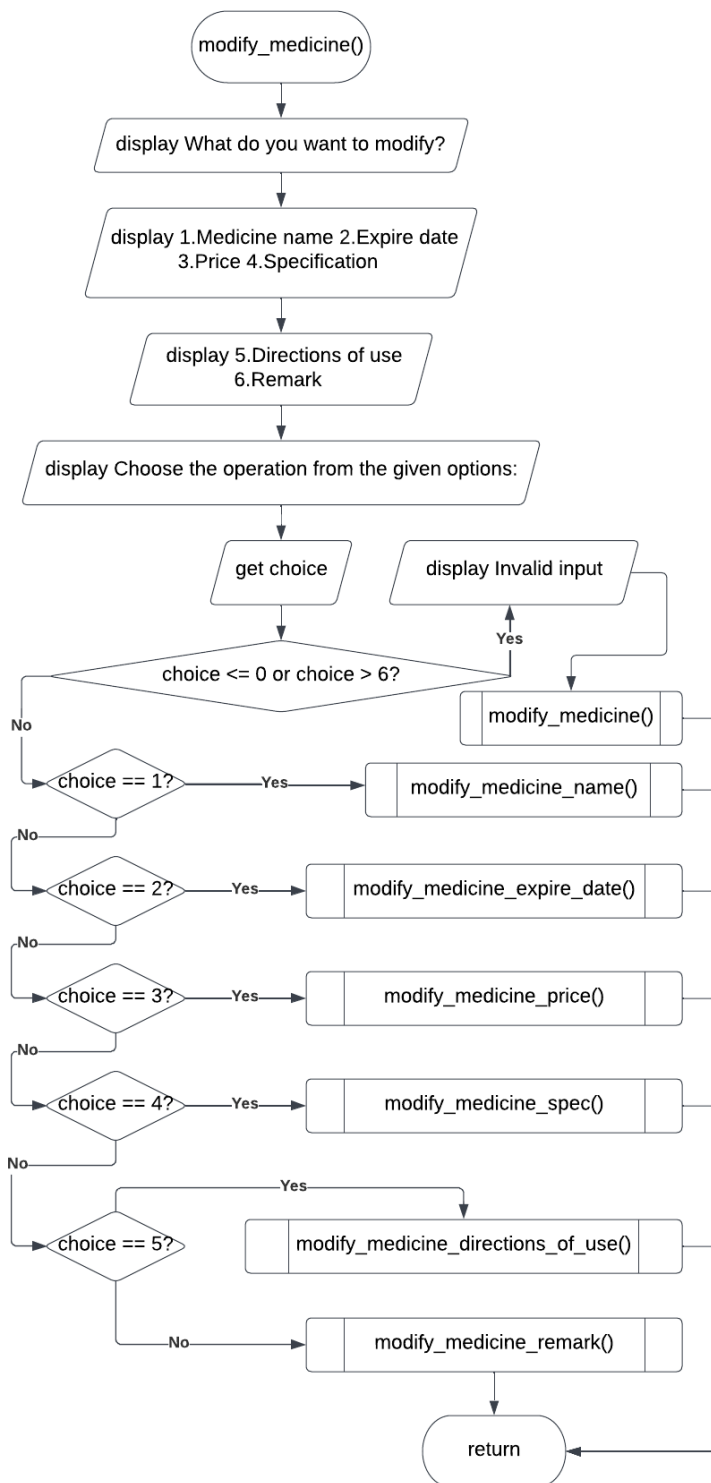 modify_medicine()
display What do you want to modify?
display 1.Medicine name 2.Expire date
3.Price 4.Specification
display 5.Directions of use
6.Remark
display Choose the operation from the given options:
get choice
display Invalid input
Yes
choice <= 0 or choice > 6?
No
modify_medicine()
choice == 1?
Yes
modify_medicine_name()
No
choice == 2?
Yes
modify_medicine_expire_date()
No
choice == 3?
Yes
modify_medicine_price()
No
choice == 4?
Yes
modify_medicine_spec()
No
Yes
choice == 5?
modify_medicine_directions_of_use()
No
modify_medicine_remark()
return